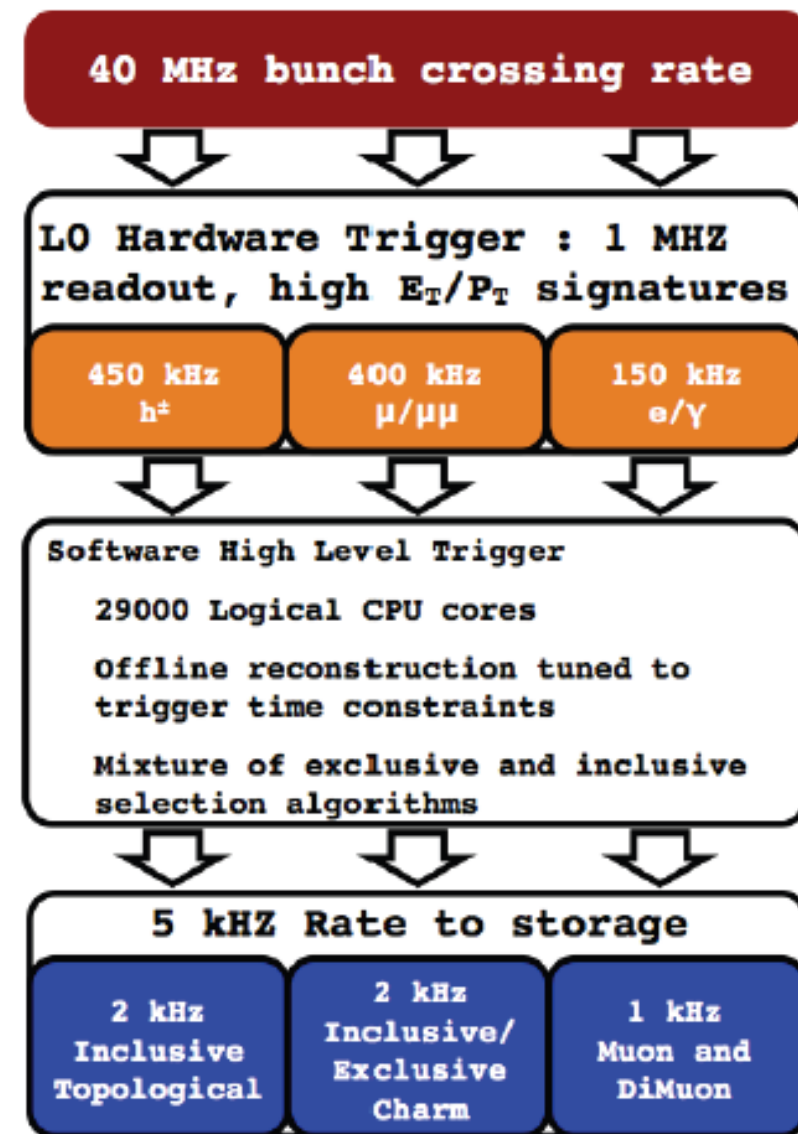 40 MHz bunch crossing rate
L0 Hardware Trigger : 1 MHZ
readout, high E_T/P_T signatures
450 kHz
h±
400 kHz
μ/μμ
150 kHz
e/γ
Software High Level Trigger
29000 Logical CPU cores
Offline reconstruction tuned to
trigger time constraints
Mixture of exclusive and inclusive
selection algorithms
5 kHZ Rate to storage
2 kHz
Inclusive
Topological
2 kHz
Inclusive/
Exclusive
Charm
1 kHz
Muon and
DiMuon